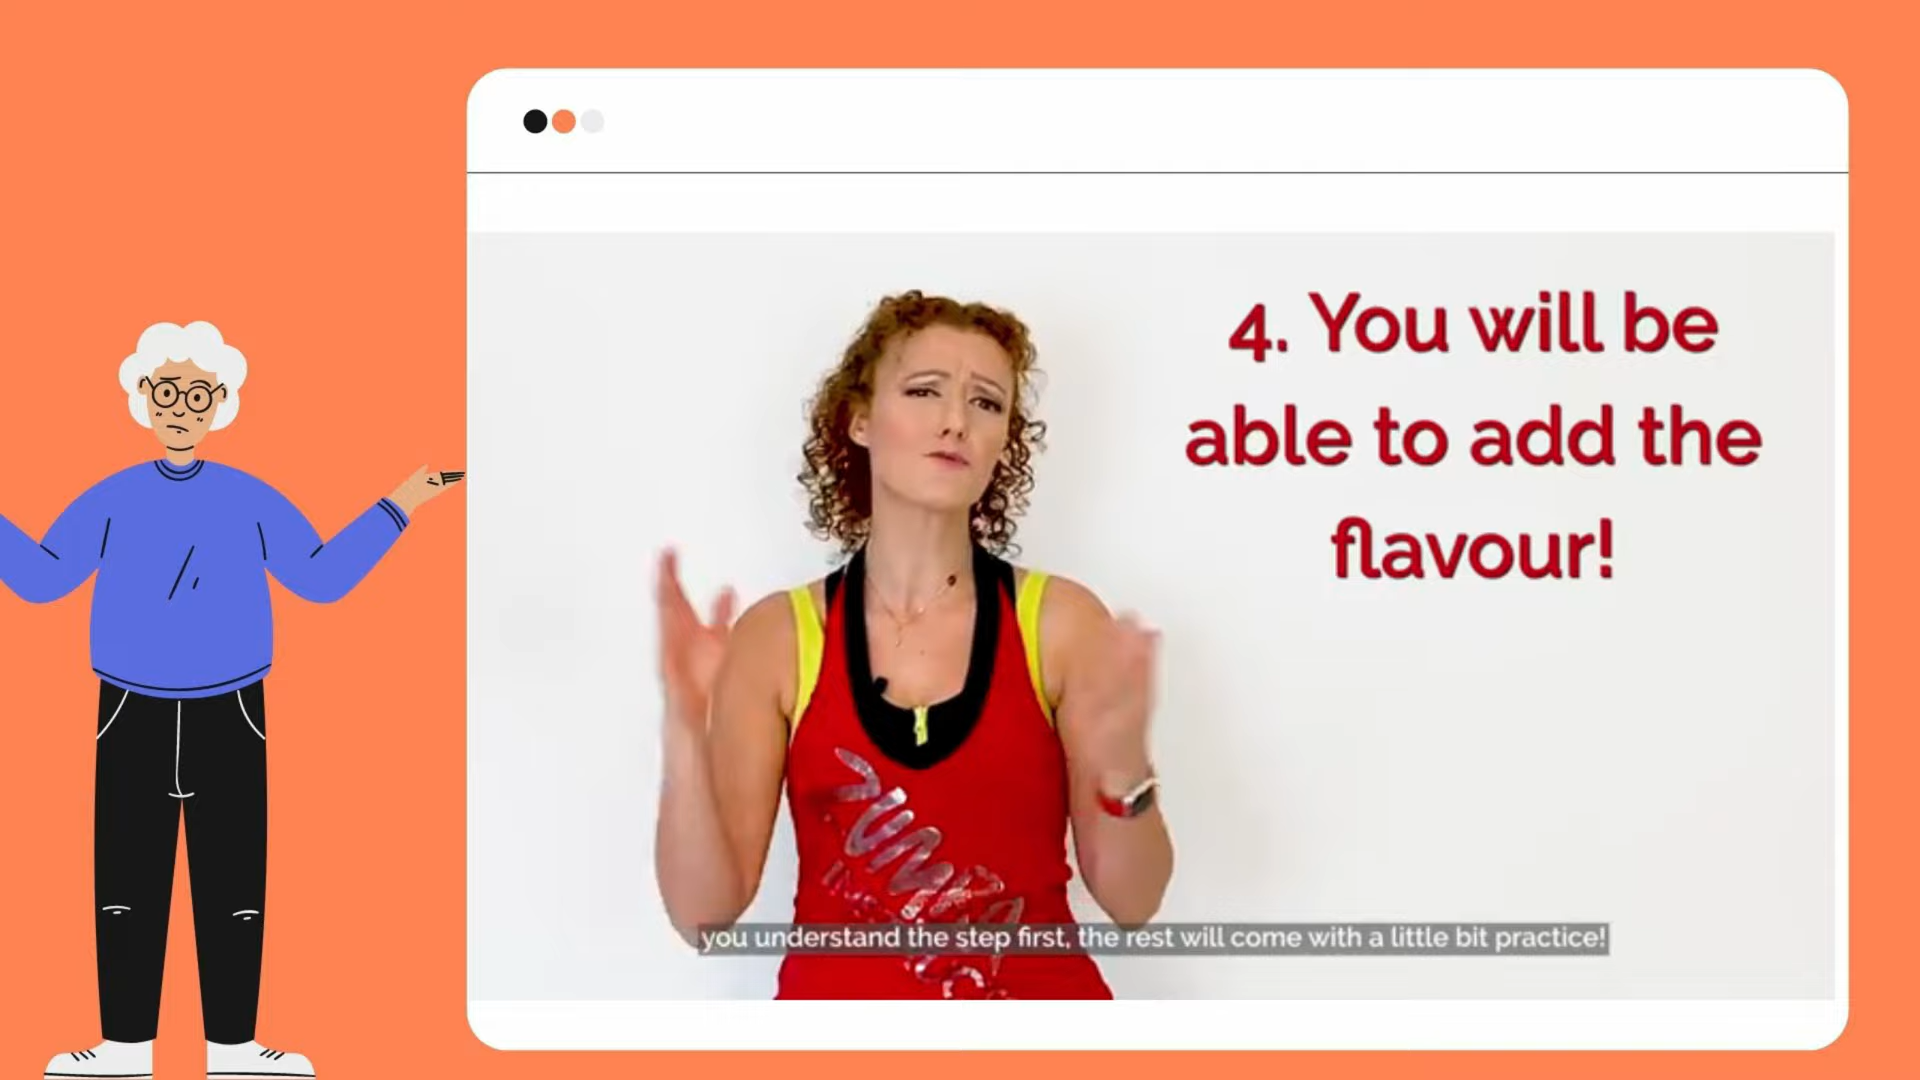 4. You will be
able to add the
flavour!
ZUMBA
you understand the step first, the rest will come with a little bit practice!